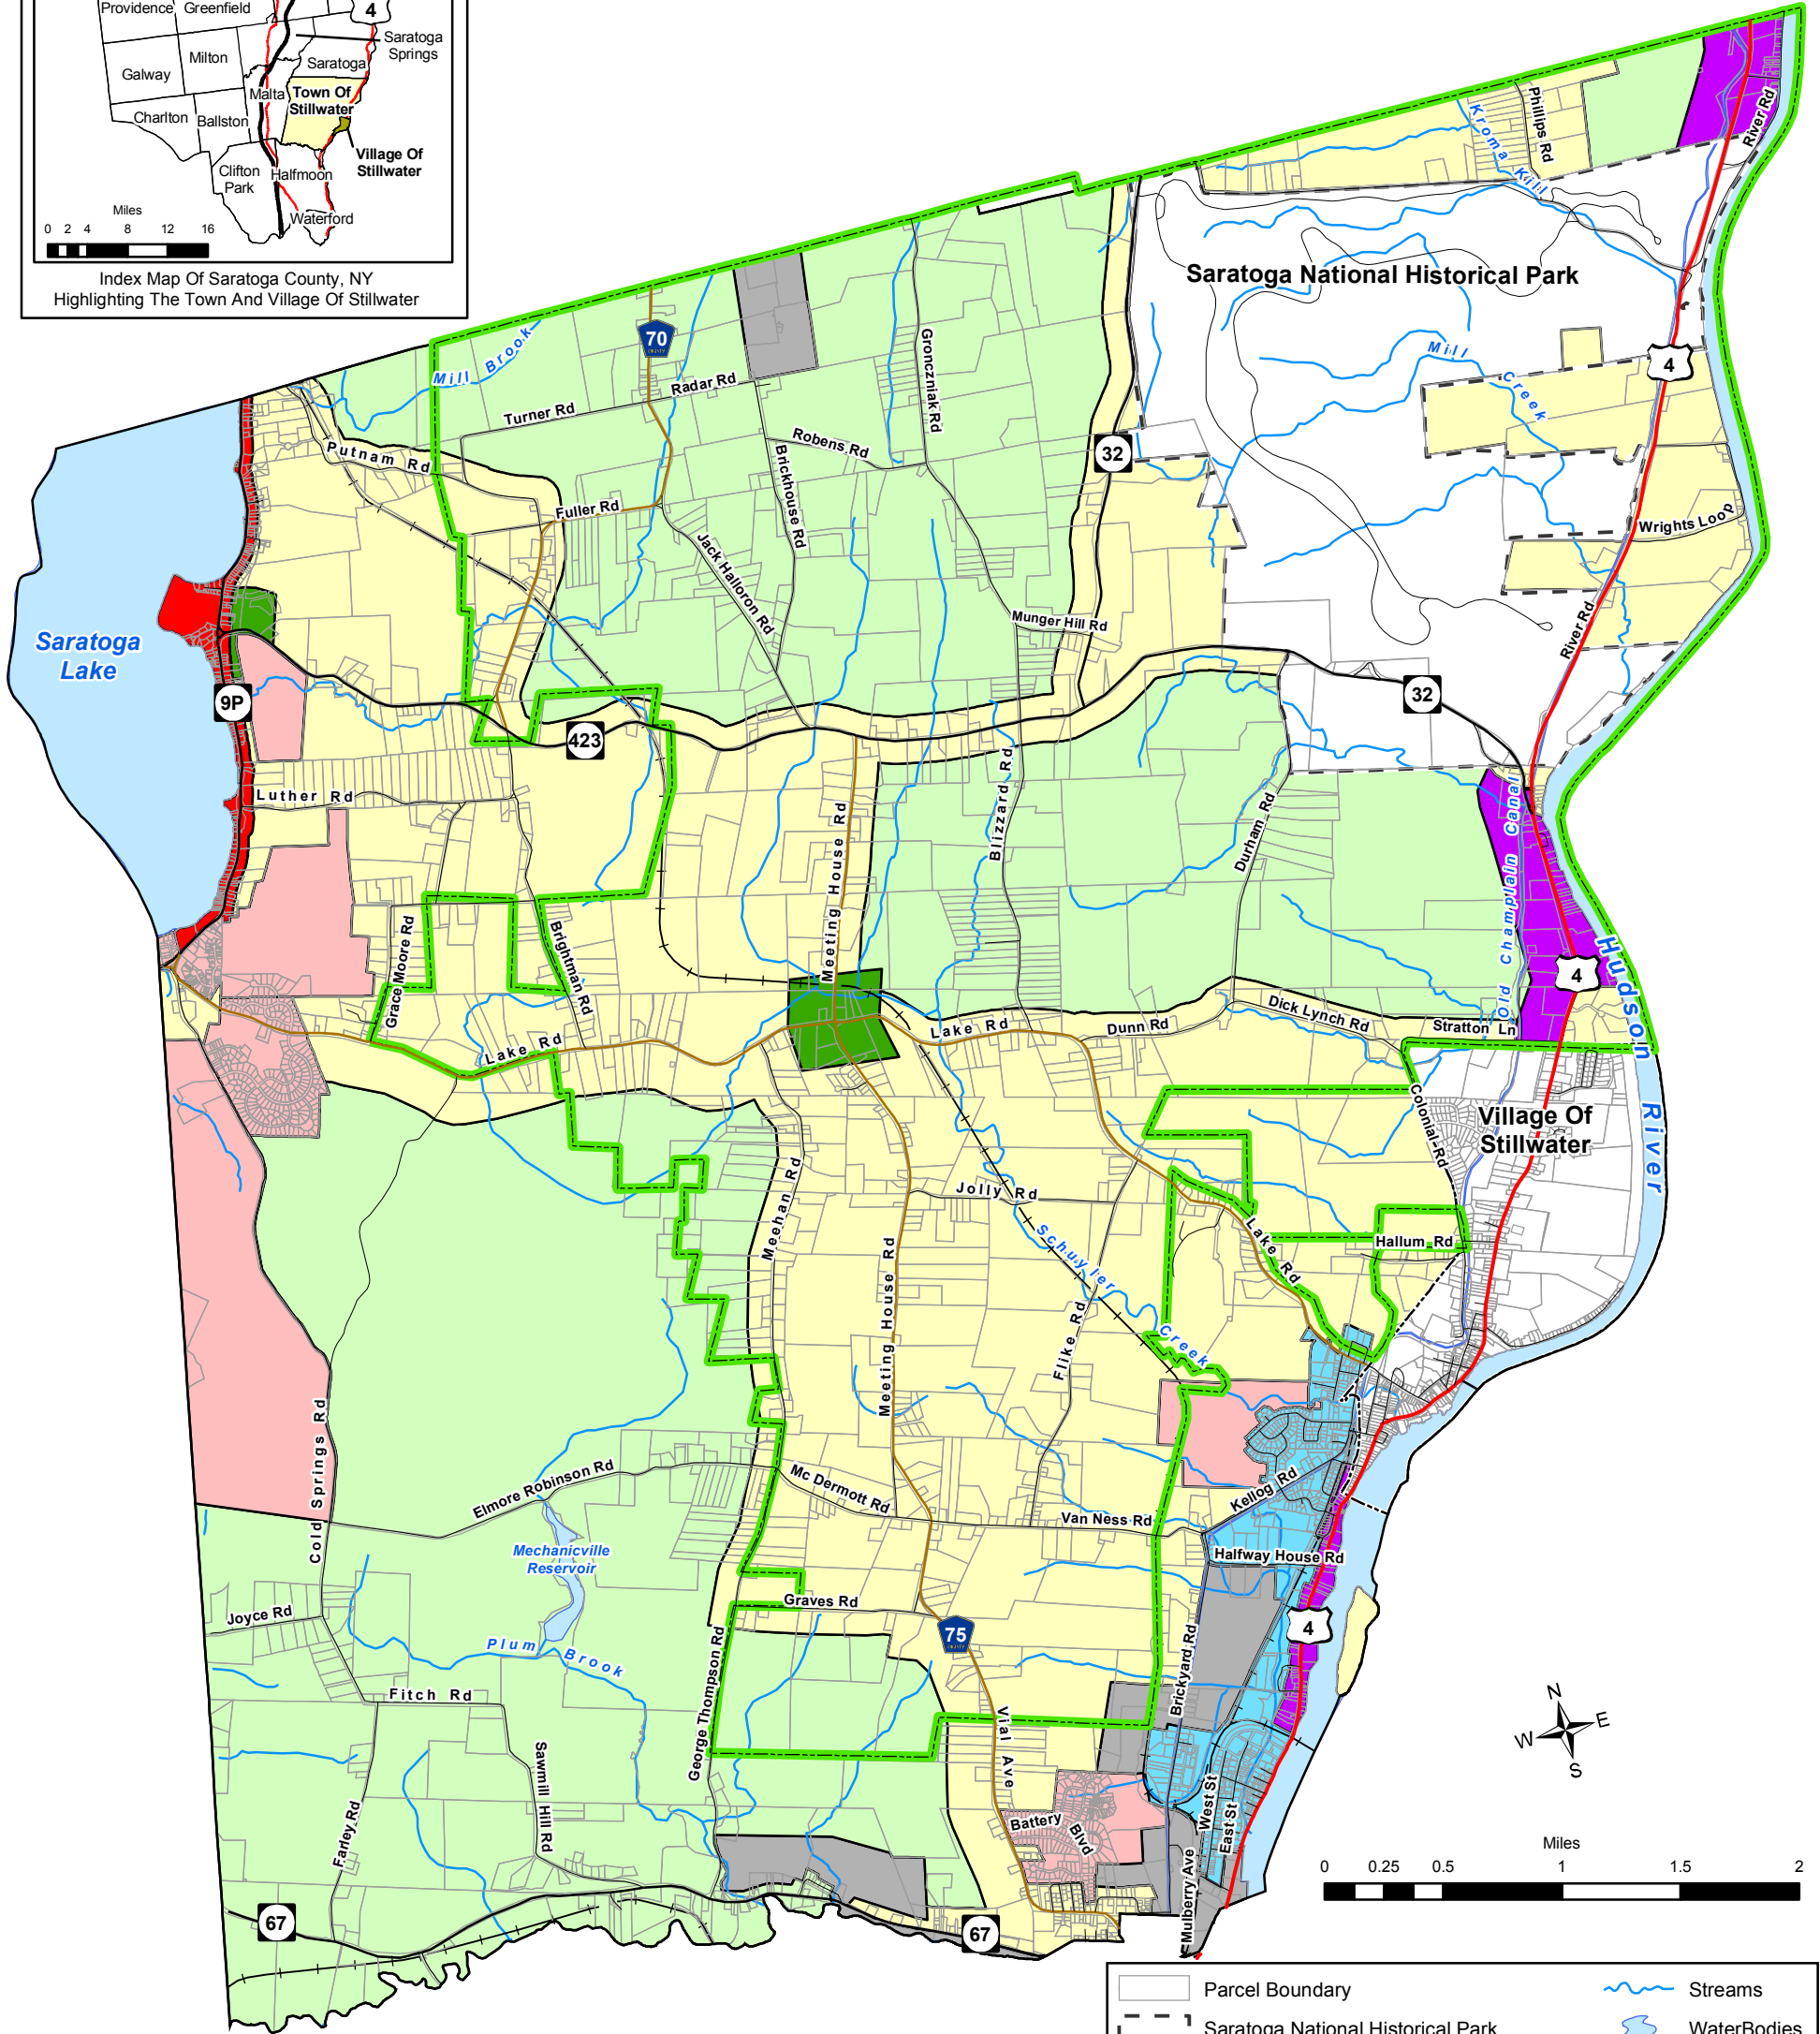 Providence
Greenfield
4
Saratoga
Springs
Milton
Saratoga
Galway
Malta
Town Of
Stillwater
Charlton
Ballston
Village Of
Stillwater
Clifton
Park
Halfmoon
Waterford
Miles
0 2 4 8 12 16
Index Map Of Saratoga County, NY
Highlighting The Town And Village Of Stillwater
Phillips Rd
Kroma Kill
River Rd
Saratoga National Historical Park
70
COUNTY
Mill Brook
Gronczniak Rd
Mill Creek
4
Radar Rd
Turner Rd
Robens Rd
Putnam Rd
32
Brickhouse Rd
Fuller Rd
Wrights Loop
Jack Halloron Rd
Munger Hill Rd
River Rd
Saratoga
Lake
9P
32
423
Luther Rd
Blizzard Rd
Meeting House Rd
Durham Rd
Old Champlain Canal
Grace Moore Rd
Brightman Rd
4
Hudson River
Lake Rd
Lake Rd
Dunn Rd
Dick Lynch Rd
Stratton Ln
Colonial Rd
Village Of
Stillwater
Meehan Rd
Jolly Rd
Schuyler Creek
Lake Rd
Hallum Rd
Meeting House Rd
Flike Rd
Cold Springs Rd
Elmore Robinson Rd
Mc Dermott Rd
Kellog Rd
Van Ness Rd
Mechanicville
Reservoir
Halfway House Rd
Joyce Rd
Graves Rd
75
COUNTY
4
Plum Brook
George Thompson Rd
Brickyard Rd
Fitch Rd
Vial Ave
N
W E
S
Sawmill Hill Rd
Farley Rd
Battery Blvd
West St
East St
Mulberry Ave
Miles
0 0.25 0.5 1 1.5 2
67
67
Parcel Boundary
Streams
Saratoga National Historical Park
WaterBodies